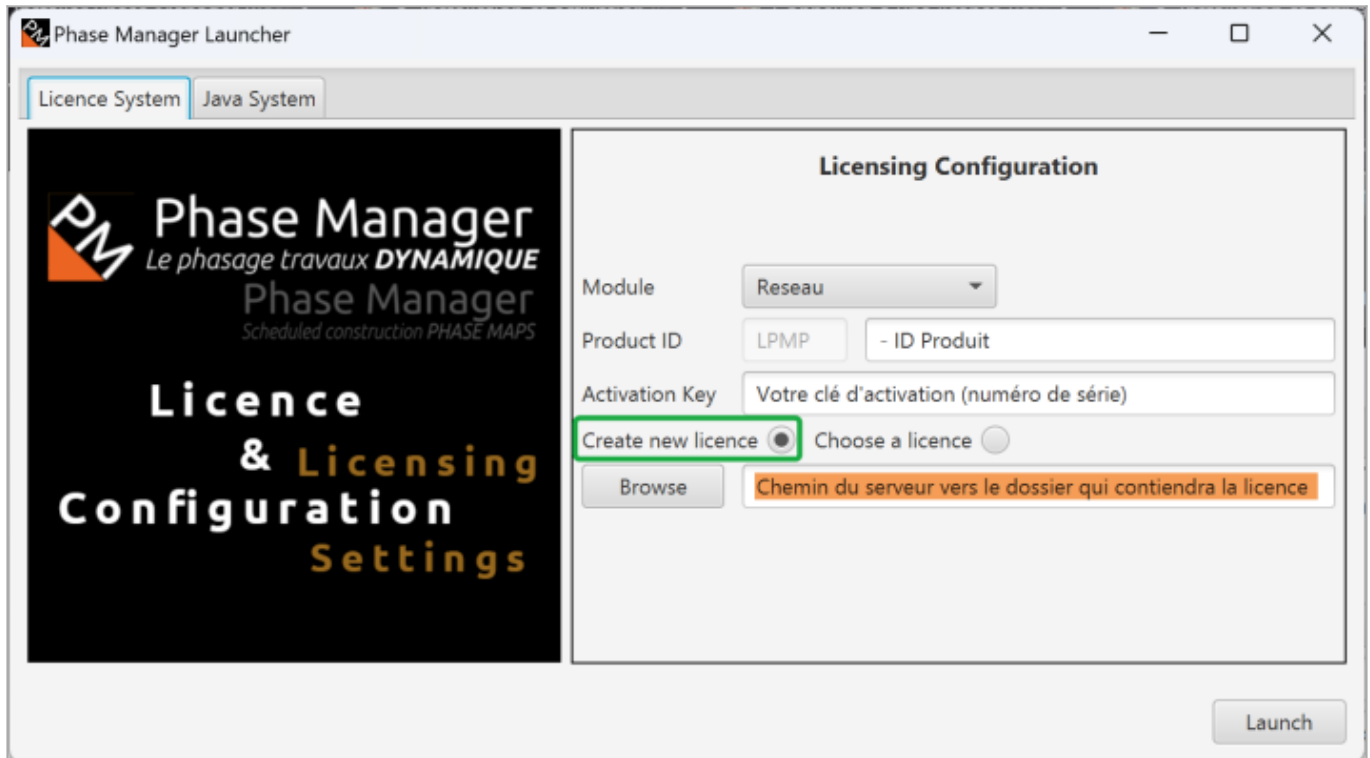 Phase Manager Launcher
Licence System Java System
PM Phase Manager
Le phasage travaux DYNAMIQUE
Phase Manager
Scheduled construction PHASE MAPS
Licence
& Licensing
Configuration
Settings
Licensing Configuration
Module Reseau
Product ID LPMP - ID Produit
Activation Key Votre clé d'activation (numéro de série)
Create new licence Choose a licence
Browse Chemin du serveur vers le dossier qui contiendra la licence
Launch